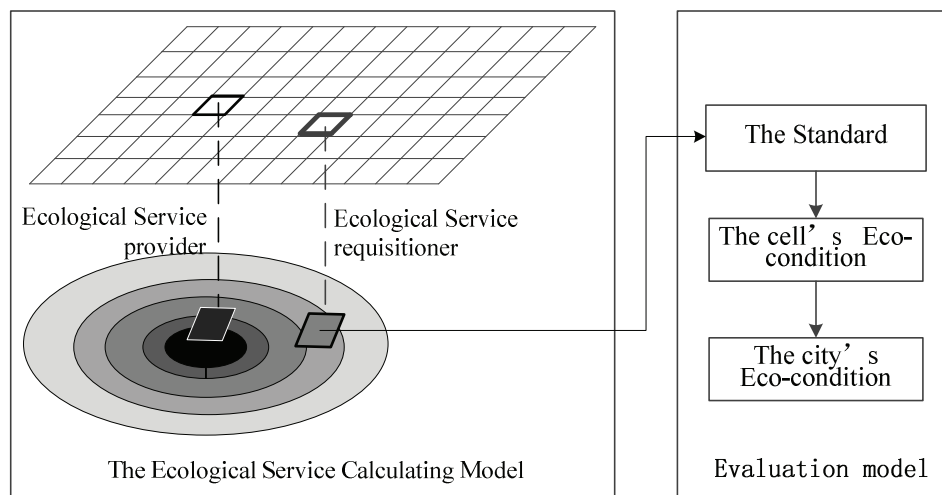 Ecological Service
provider
Ecological Service
requisitioner
The Ecological Service Calculating Model
The Standard
The cell’s Eco-
condition
The city’s
Eco-condition
Evaluation model